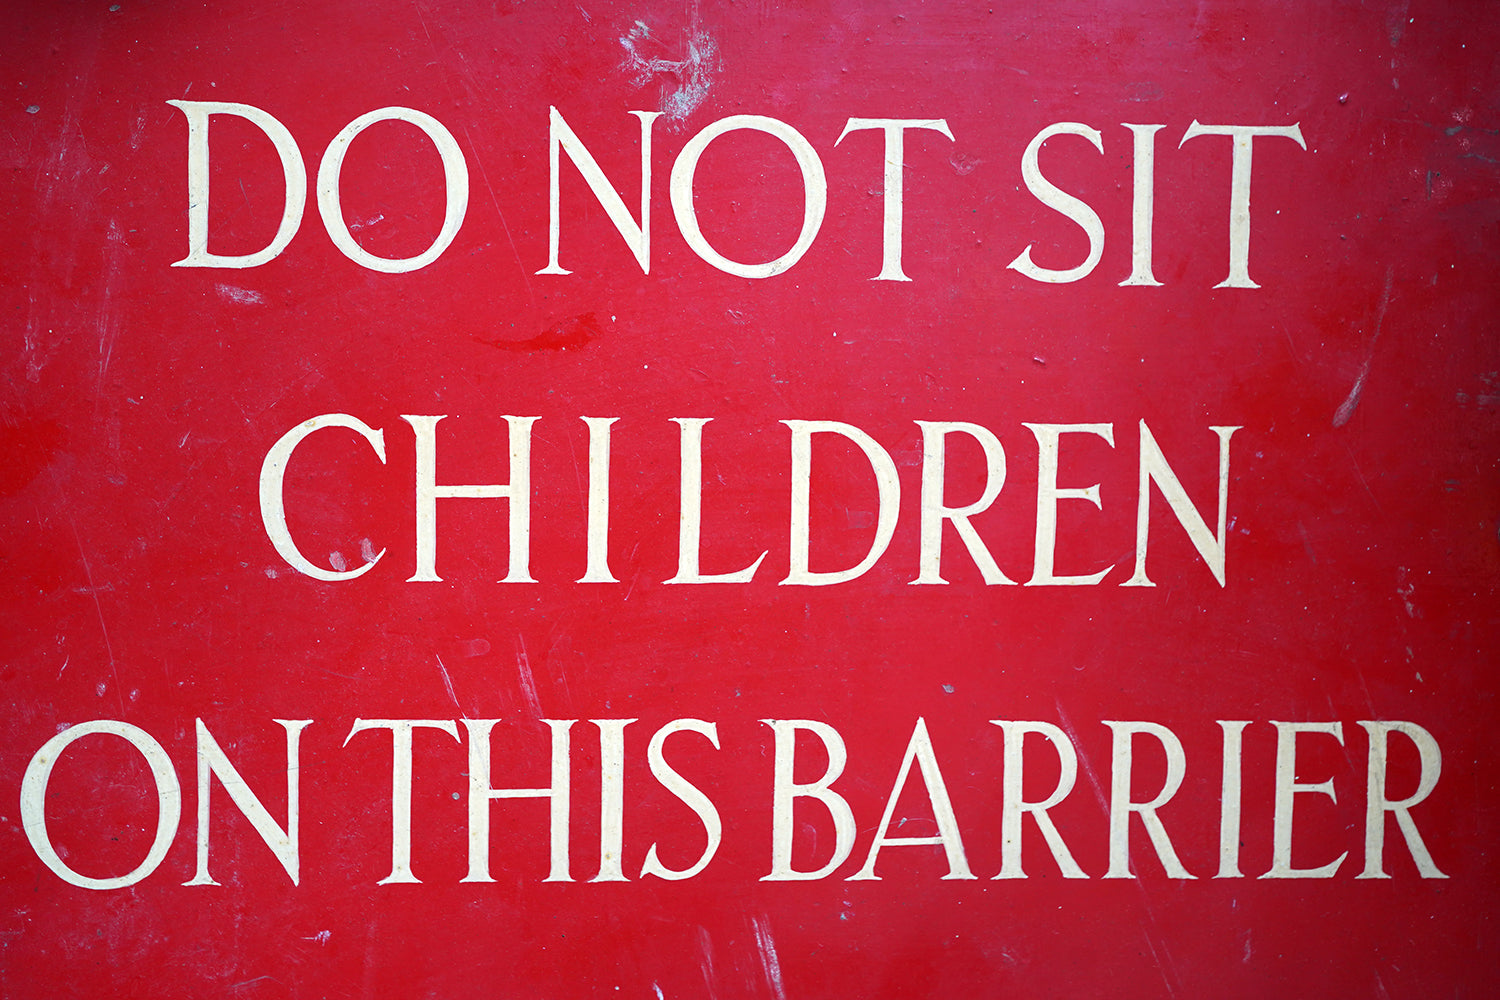 DO NOT SIT
CHILDREN
ON THIS BARRIER